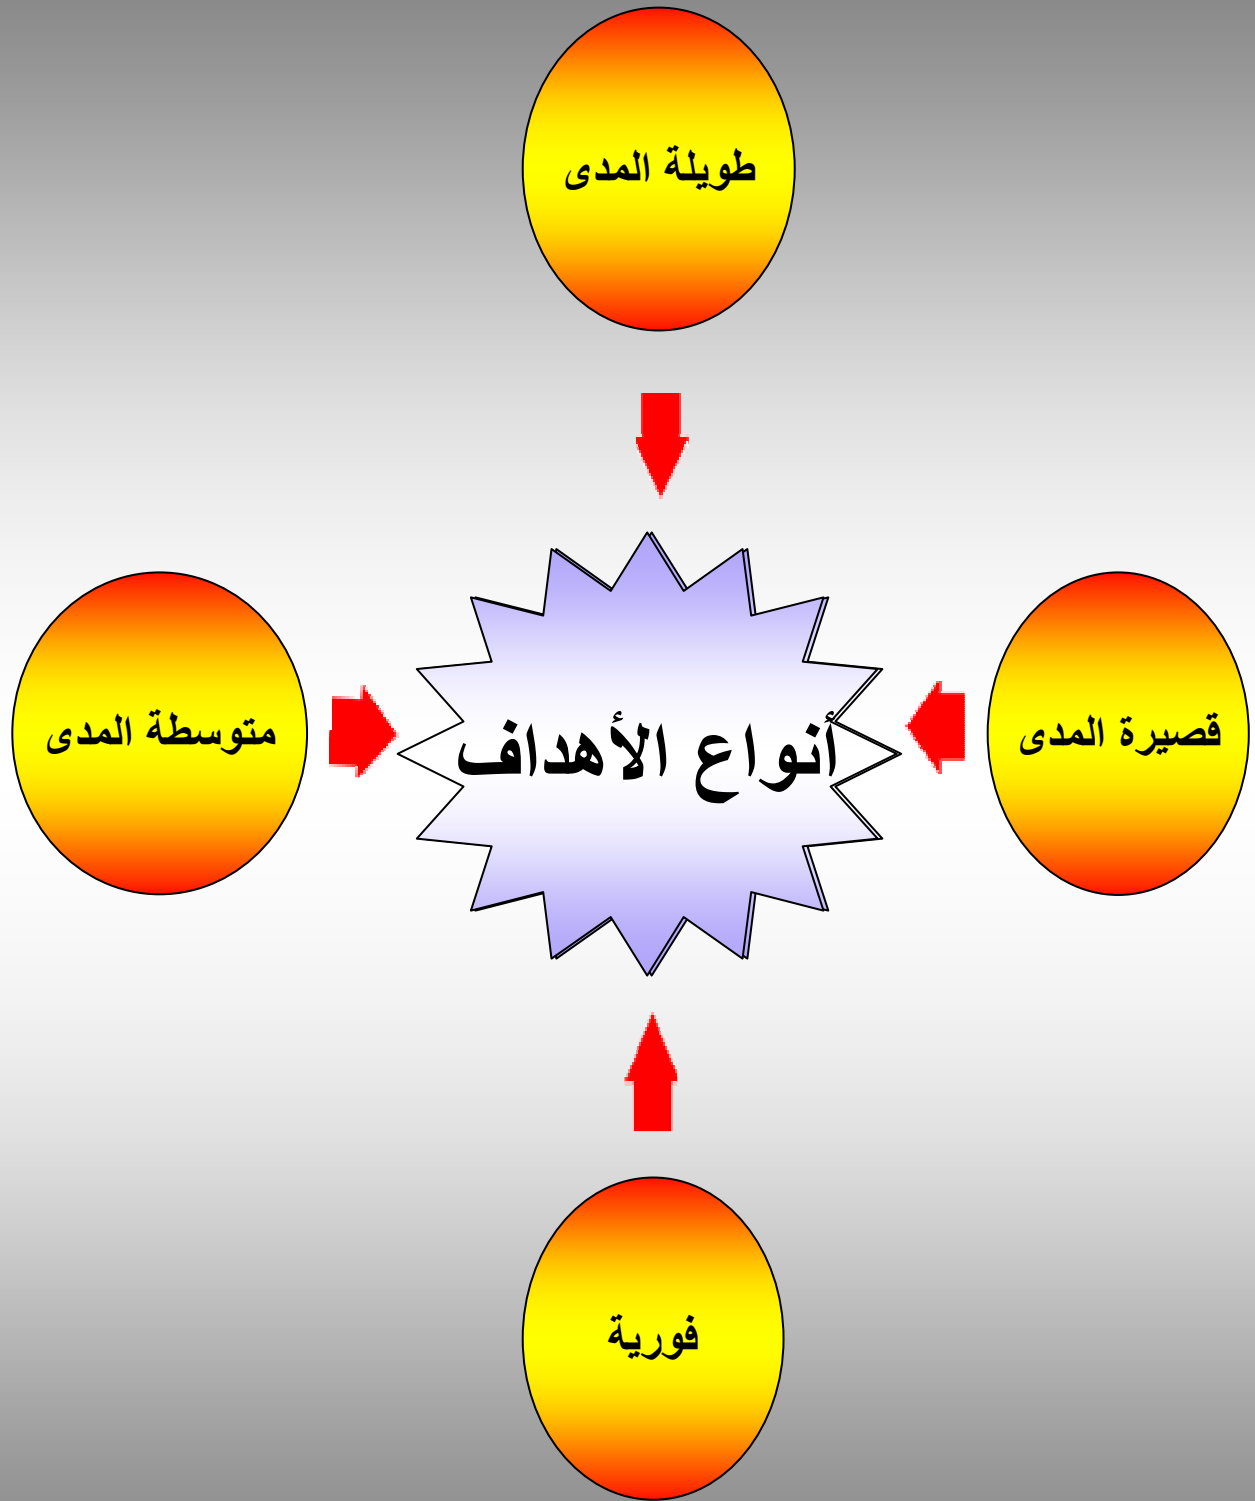 طويلة المدى
قصيرة المدى
أنواع الأهداف
متوسطة المدى
فورية